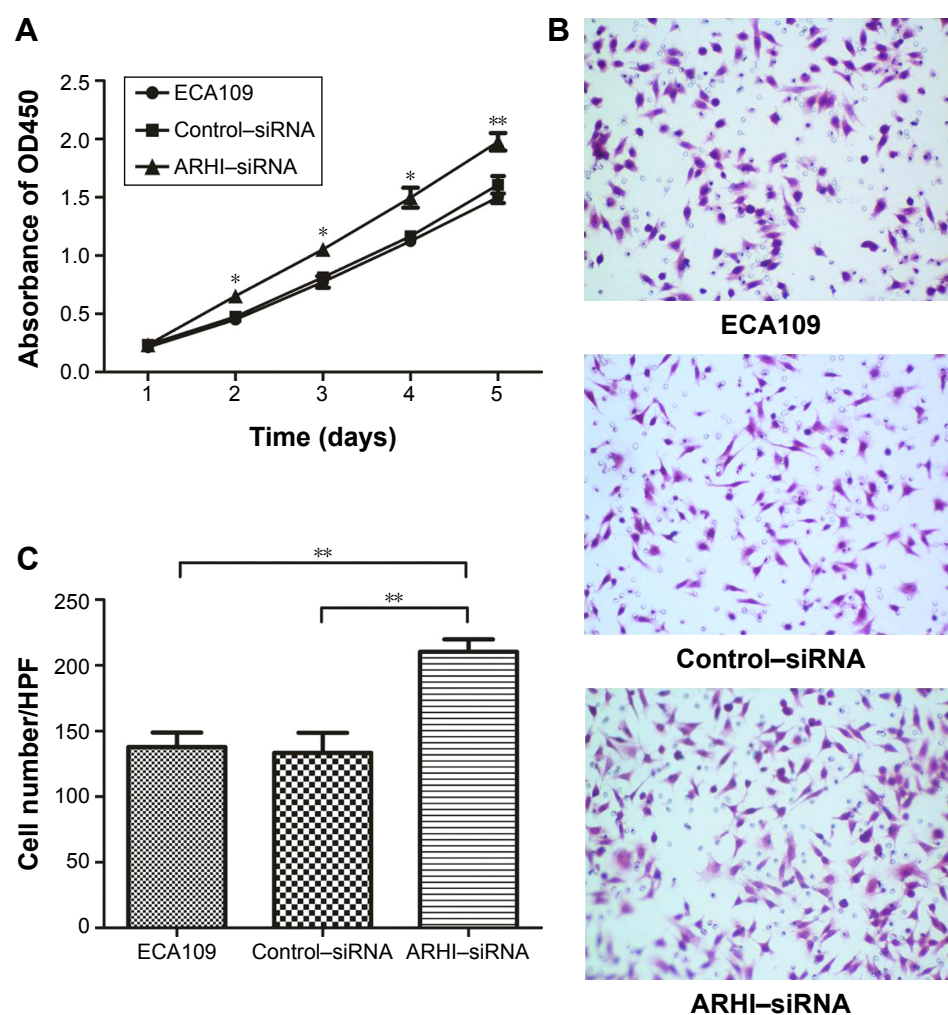 A
Absorbance of OD450
2.5
2.0
1.5
1.0
0.5
0.0
ECA109
Control–siRNA
ARHI–siRNA
*
*
*
**
1 2 3 4 5
Time (days)
B
ECA109
Control–siRNA
ARHI–siRNA
C
Cell number/HPF
250
200
150
100
50
0
**
**
ECA109 Control–siRNA ARHI–siRNA